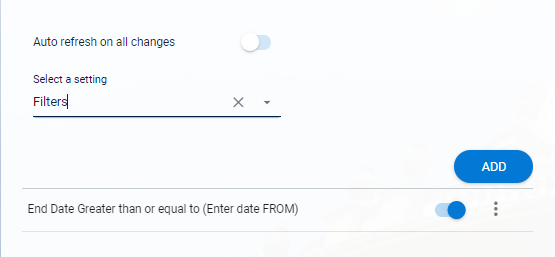 Auto refresh on all changes
Select a setting
Filters
ADD
End Date Greater than or equal to (Enter date FROM)